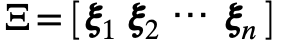 Ξ = [ ξ₁ ξ₂ ⋯ ξₙ ]